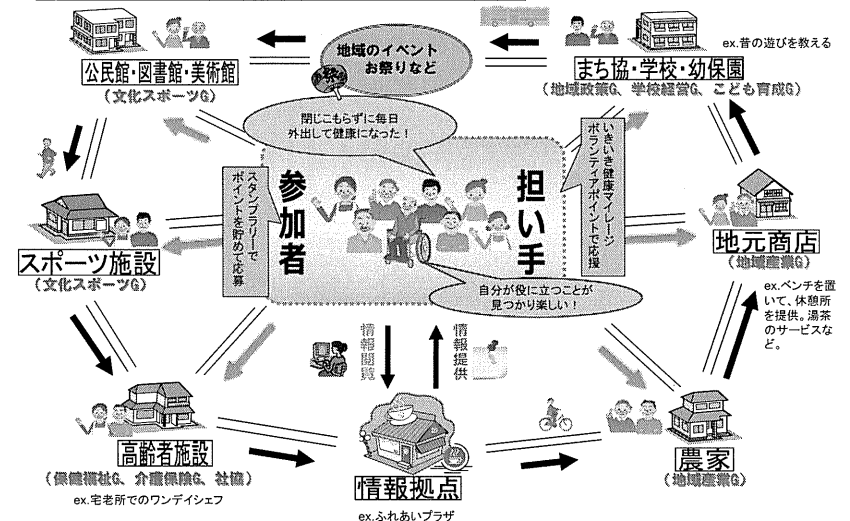 地域のイベント
お祭りなど
祭
公民館・図書館・美術館
(文化スポーツG)
ex.昔の遊びを教える
まち協・学校・幼保園
(地域政策G、学校経営G、こども育成G)
閉じこもらずに毎日
外出して健康になった！
スタンプラリーで
ポイントを貯めて応募
参加者
担い手
いきいき健康マイレージ
ボランティアポイントで応援
自分が役に立つことが
見つかり楽しい！
スポーツ施設
(文化スポーツG)
地元商店
(地域産業G)
ex.ベンチを置
いて、休憩所
を提供。湯茶
のサービスな
ど。
情報閲覧
情報提供
高齢者施設
(保健福祉G、介護保険G、社協)
ex.宅老所でのワンデイシェフ
情報拠点
ex.ふれあいプラザ
農家
(地域産業G)